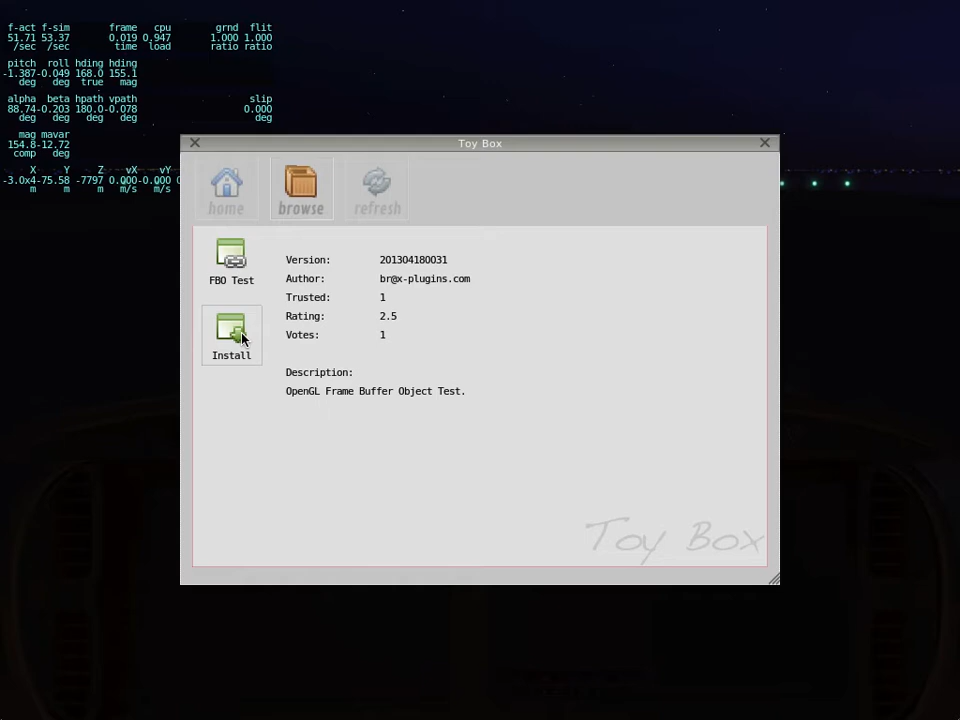 f-act f-sim frame cpu grnd flit
51.71 53.37 0.019 0.947 1.000 1.000
/sec /sec time load ratio ratio
pitch roll hding hding
-1.387-0.049 168.0 155.1
deg deg true mag
alpha beta hpath vpath slip
88.74-0.203 180.0-0.078 0.000
deg deg deg deg deg
mag mavar
154.8-12.72
comp deg
X Y Z vX vY
-3.0x4-75.58 -7797 0.000-0.000
m m m m/s m/s
Toy Box
home browse refresh
FBO Test
Install
Version: 201304180031
Author: br@x-plugins.com
Trusted: 1
Rating: 2.5
Votes: 1
Description:
OpenGL Frame Buffer Object Test.
Toy Box